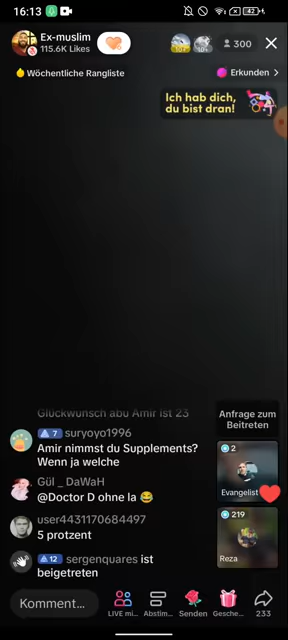 16:13
47
Ex-muslim
115.6K Likes
300
Wöchentliche Rangliste
Erkunden >
Ich hab dich,
du bist dran!
Glückwunsch abu Amir ist 23
7 suryoyo1996
Amir nimmst du Supplements?
Wenn ja welche
Gül _ DaWaH
@Doctor D ohne la 😂
user4431170684497
5 protzent
12 sergenquares ist
beigetreten
Anfrage zum
Beitreten
2
Evangelist
219
Reza
Komment...
LIVE mi...
Abstim...
Senden
Gesche...
233